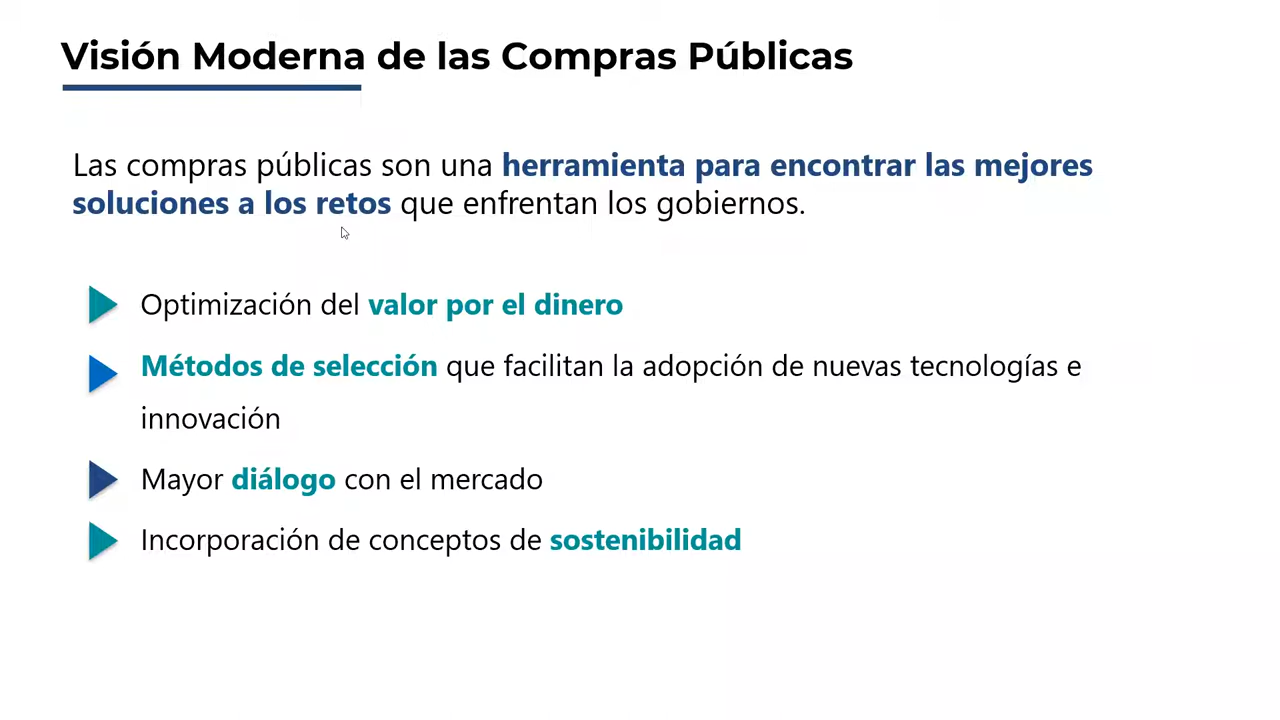 Visión Moderna de las Compras Públicas
Las compras públicas son una herramienta para encontrar las mejores
soluciones a los retos que enfrentan los gobiernos.
Optimización del valor por el dinero
Métodos de selección que facilitan la adopción de nuevas tecnologías e
innovación
Mayor diálogo con el mercado
Incorporación de conceptos de sostenibilidad